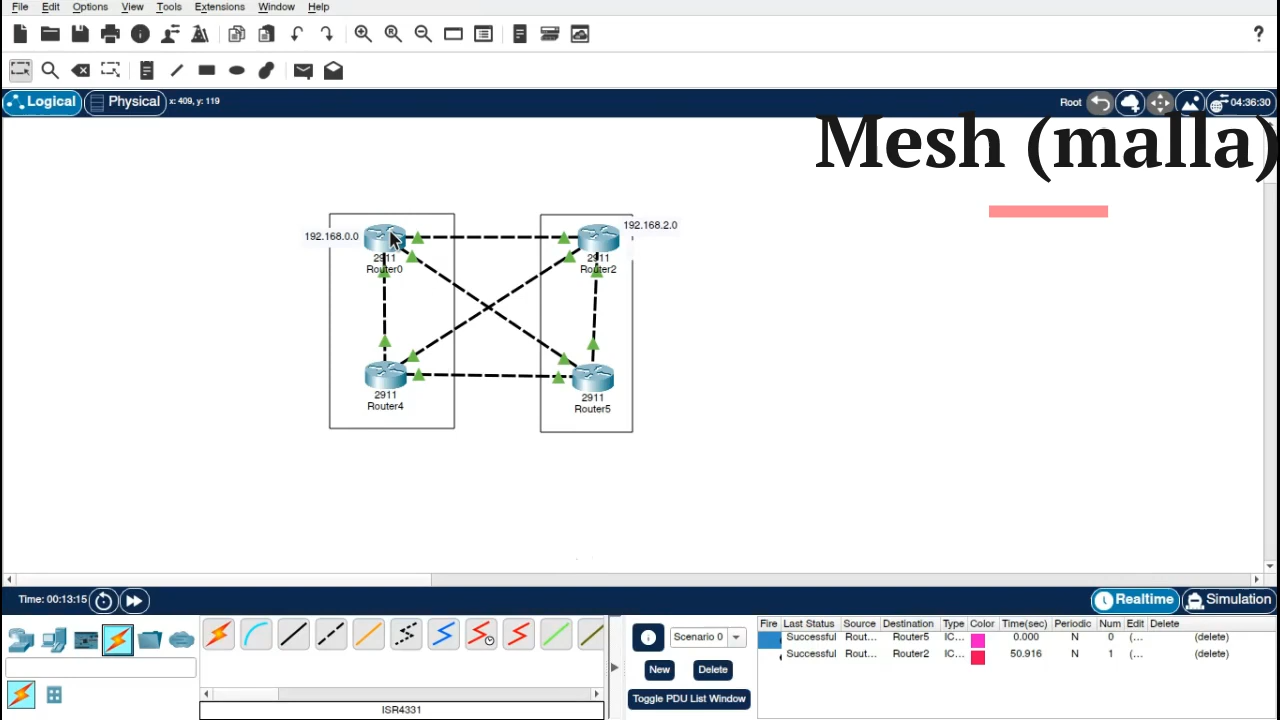 File Edit Options View Tools Extensions Window Help
?
Logical Physical x: 409, y: 119 Root 04:36:30
Mesh (malla)
192.168.0.0
192.168.2.0
2911
Router0
2911
Router2
2911
Router4
2911
Router5
Time: 00:13:15 Realtime Simulation
Scenario 0
New Delete
Toggle PDU List Window
Fire Last Status Source Destination Type Color Time(sec) Periodic Num Edit Delete
Successful Rout... Router5 IC... 0.000 N 0 (... (delete)
Successful Rout... Router2 IC... 50.916 N 1 (... (delete)
ISR4331